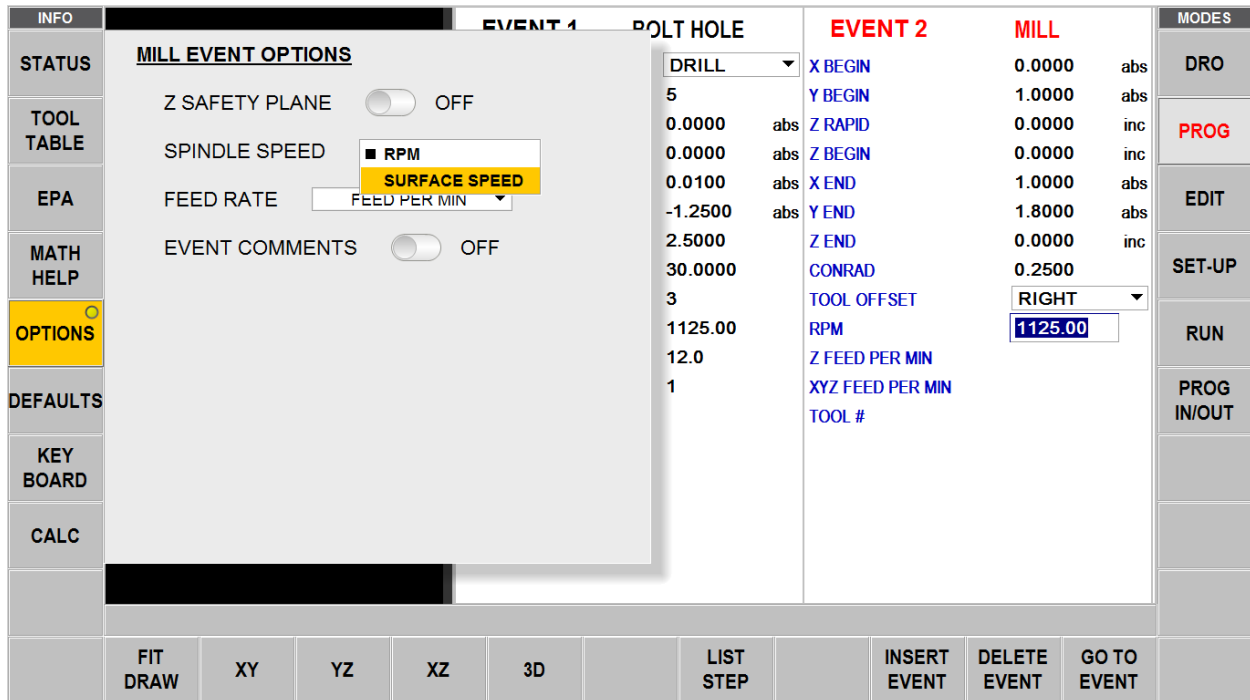 INFO
STATUS
TOOL
TABLE
EPA
MATH
HELP
OPTIONS
DEFAULTS
KEY
BOARD
CALC
MILL EVENT OPTIONS
Z SAFETY PLANE OFF
SPINDLE SPEED
RPM
SURFACE SPEED
FEED RATE FEED PER MIN
EVENT COMMENTS OFF
EVENT 1 BOLT HOLE
DRILL
5
0.0000 abs
0.0000 abs
0.0100 abs
-1.2500 abs
2.5000
30.0000
3
1125.00
12.0
1
EVENT 2 MILL
X BEGIN 0.0000 abs
Y BEGIN 1.0000 abs
Z RAPID 0.0000 inc
Z BEGIN 0.0000 inc
X END 1.0000 abs
Y END 1.8000 abs
Z END 0.0000 inc
CONRAD 0.2500
TOOL OFFSET RIGHT
RPM 1125.00
Z FEED PER MIN
XYZ FEED PER MIN
TOOL #
MODES
DRO
PROG
EDIT
SET-UP
RUN
PROG
IN/OUT
FIT
DRAW
XY
YZ
XZ
3D
LIST
STEP
INSERT
EVENT
DELETE
EVENT
GO TO
EVENT